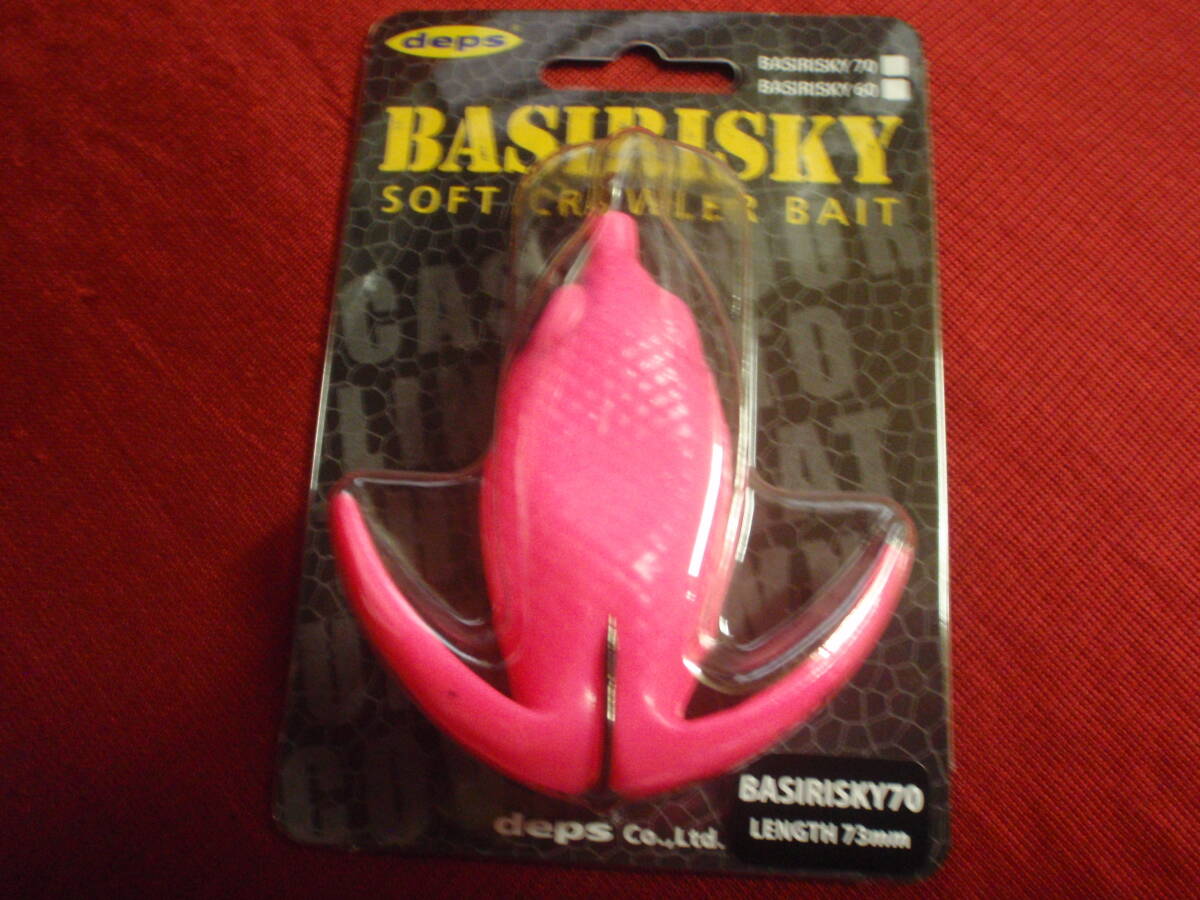 deps
BASIRISKY 70
BASIRISKY 60
BASIRISKY
SOFT CRAWLER BAIT
BASIRISKY70
LENGTH 73mm
deps Co.,Ltd.